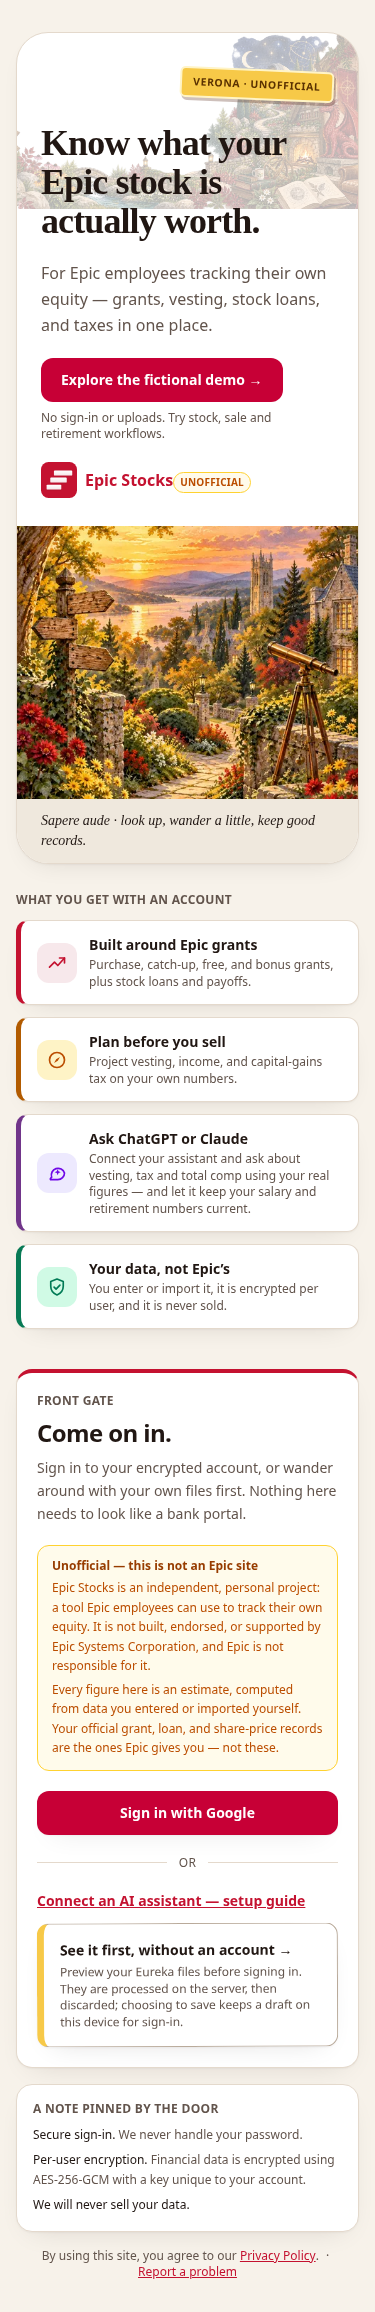 VERONA · UNOFFICIAL
Know what your
Epic stock is
actually worth.
For Epic employees tracking their own
equity — grants, vesting, stock loans,
and taxes in one place.
Explore the fictional demo →
No sign-in or uploads. Try stock, sale and
retirement workflows.
Epic Stocks UNOFFICIAL
Sapere aude · look up, wander a little, keep good
records.
WHAT YOU GET WITH AN ACCOUNT
Built around Epic grants
Purchase, catch-up, free, and bonus grants,
plus stock loans and payoffs.
Plan before you sell
Project vesting, income, and capital-gains
tax on your own numbers.
Ask ChatGPT or Claude
Connect your assistant and ask about
vesting, tax and total comp using your real
figures — and let it keep your salary and
retirement numbers current.
Your data, not Epic’s
You enter or import it, it is encrypted per
user, and it is never sold.
FRONT GATE
Come on in.
Sign in to your encrypted account, or wander
around with your own files first. Nothing here
needs to look like a bank portal.
Unofficial — this is not an Epic site
Epic Stocks is an independent, personal project:
a tool Epic employees can use to track their own
equity. It is not built, endorsed, or supported by
Epic Systems Corporation, and Epic is not
responsible for it.
Every figure here is an estimate, computed
from data you entered or imported yourself.
Your official grant, loan, and share-price records
are the ones Epic gives you — not these.
Sign in with Google
OR
Connect an AI assistant — setup guide
See it first, without an account →
Preview your Eureka files before signing in.
They are processed on the server, then
discarded; choosing to save keeps a draft on
this device for sign-in.
A NOTE PINNED BY THE DOOR
Secure sign-in. We never handle your password.
Per-user encryption. Financial data is encrypted using
AES-256-GCM with a key unique to your account.
We will never sell your data.
By using this site, you agree to our Privacy Policy. ·
Report a problem